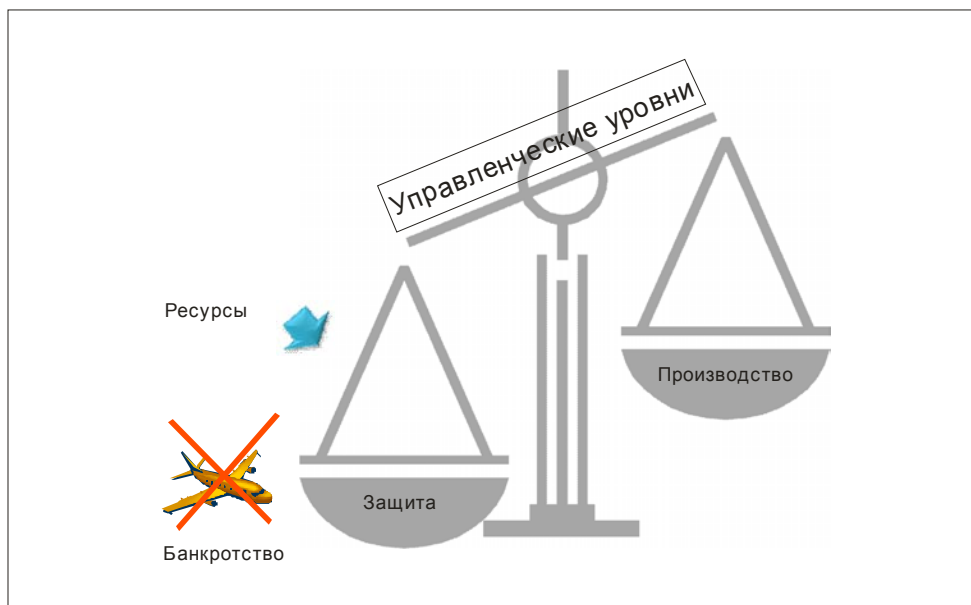 Управленческие уровни
Ресурсы
Производство
Защита
Банкротство